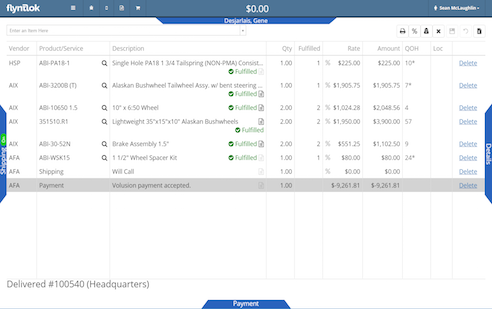 flyntlok $0.00 Sean McLaughlin
Desjarlais, Gene
Enter an item here
Vendor Product/Service Description Qty Fulfilled Rate Amount QOH Loc
HSP ABI-PA18-1 Single Hole PA18 1 3/4 Tailspring (NON-PMA) Consist... 1.00 1 % $225.00 $225.00 10* Delete
Fulfilled
AIX ABI-3200B (T) Alaskan Bushwheel Tailwheel Assy. w/ bent steering ... 1.00 1 % $1,905.75 $1,905.75 7* Delete
Fulfilled
AIX ABI-10650 1.5 10" x 6:50 Wheel Fulfilled 2.00 2 % $1,024.28 $2,048.56 4 Delete
AIX 351510.R1 Lightweight 35"x15"x10" Alaskan Bushwheels 2.00 2 % $1,950.00 $3,900.00 57 Delete
Fulfilled
AIX ABI-30-52N Brake Assembly 1.5" Fulfilled 2.00 2 % $551.25 $1,102.50 9 Delete
AFA ABI-WSK15 1 1/2" Wheel Spacer Kit Fulfilled 1.00 1 % $80.00 $80.00 24* Delete
AFA Shipping Will Call 1.00 % $0.00 $0.00 Delete
AFA Payment Volusion payment accepted. 1.00 $-9,261.81 $-9,261.81 Delete
Shipping
On
Details
Delivered #100540 (Headquarters)
Payment